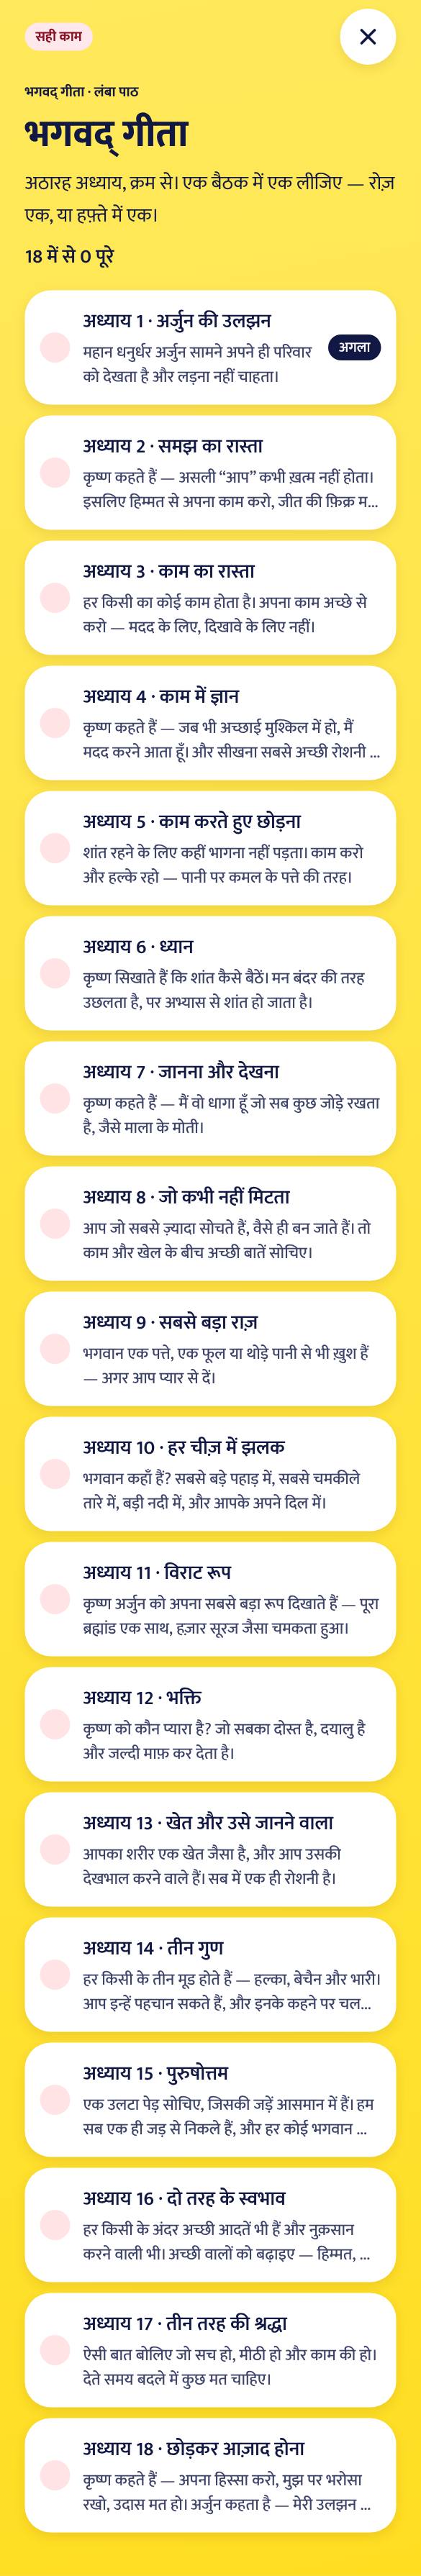 सही काम
भगवद् गीता · लंबा पाठ
भगवद् गीता
अठारह अध्याय, क्रम से। एक बैठक में एक लीजिए — रोज़
एक, या हफ़्ते में एक।
18 में से 0 पूरे
अध्याय 1 · अर्जुन की उलझन
महान धनुर्धर अर्जुन सामने अपने ही परिवार
को देखता है और लड़ना नहीं चाहता।
अगला
अध्याय 2 · समझ का रास्ता
कृष्ण कहते हैं — असली “आप” कभी ख़त्म नहीं होता।
इसलिए हिम्मत से अपना काम करो, जीत की फ़िक्र म...
अध्याय 3 · काम का रास्ता
हर किसी का कोई काम होता है। अपना काम अच्छे से
करो — मदद के लिए, दिखावे के लिए नहीं।
अध्याय 4 · काम में ज्ञान
कृष्ण कहते हैं — जब भी अच्छाई मुश्किल में हो, मैं
मदद करने आता हूँ। और सीखना सबसे अच्छी रोशनी ...
अध्याय 5 · काम करते हुए छोड़ना
शांत रहने के लिए कहीं भागना नहीं पड़ता। काम करो
और हल्के रहो — पानी पर कमल के पत्ते की तरह।
अध्याय 6 · ध्यान
कृष्ण सिखाते हैं कि शांत कैसे बैठें। मन बंदर की तरह
उछलता है, पर अभ्यास से शांत हो जाता है।
अध्याय 7 · जानना और देखना
कृष्ण कहते हैं — मैं वो धागा हूँ जो सब कुछ जोड़े रखता
है, जैसे माला के मोती।
अध्याय 8 · जो कभी नहीं मिटता
आप जो सबसे ज़्यादा सोचते हैं, वैसे ही बन जाते हैं। तो
काम और खेल के बीच अच्छी बातें सोचिए।
अध्याय 9 · सबसे बड़ा राज़
भगवान एक पत्ते, एक फूल या थोड़े पानी से भी ख़ुश हैं
— अगर आप प्यार से दें।
अध्याय 10 · हर चीज़ में झलक
भगवान कहाँ हैं? सबसे बड़े पहाड़ में, सबसे चमकीले
तारे में, बड़ी नदी में, और आपके अपने दिल में।
अध्याय 11 · विराट रूप
कृष्ण अर्जुन को अपना सबसे बड़ा रूप दिखाते हैं — पूरा
ब्रह्मांड एक साथ, हज़ार सूरज जैसा चमकता हुआ।
अध्याय 12 · भक्ति
कृष्ण को कौन प्यारा है? जो सबका दोस्त है, दयालु है
और जल्दी माफ़ कर देता है।
अध्याय 13 · खेत और उसे जानने वाला
आपका शरीर एक खेत जैसा है, और आप उसकी
देखभाल करने वाले हैं। सब में एक ही रोशनी है।
अध्याय 14 · तीन गुण
हर किसी के तीन मूड होते हैं — हल्का, बेचैन और भारी।
आप इन्हें पहचान सकते हैं, और इनके कहने पर चल...
अध्याय 15 · पुरुषोत्तम
एक उलटा पेड़ सोचिए, जिसकी जड़ें आसमान में हैं। हम
सब एक ही जड़ से निकले हैं, और हर कोई भगवान ...
अध्याय 16 · दो तरह के स्वभाव
हर किसी के अंदर अच्छी आदतें भी हैं और नुक़सान
करने वाली भी। अच्छी वालों को बढ़ाइए — हिम्मत, ...
अध्याय 17 · तीन तरह की श्रद्धा
ऐसी बात बोलिए जो सच हो, मीठी हो और काम की हो।
देते समय बदले में कुछ मत चाहिए।
अध्याय 18 · छोड़कर आज़ाद होना
कृष्ण कहते हैं — अपना हिस्सा करो, मुझ पर भरोसा
रखो, उदास मत हो। अर्जुन कहता है — मेरी उलझन ...